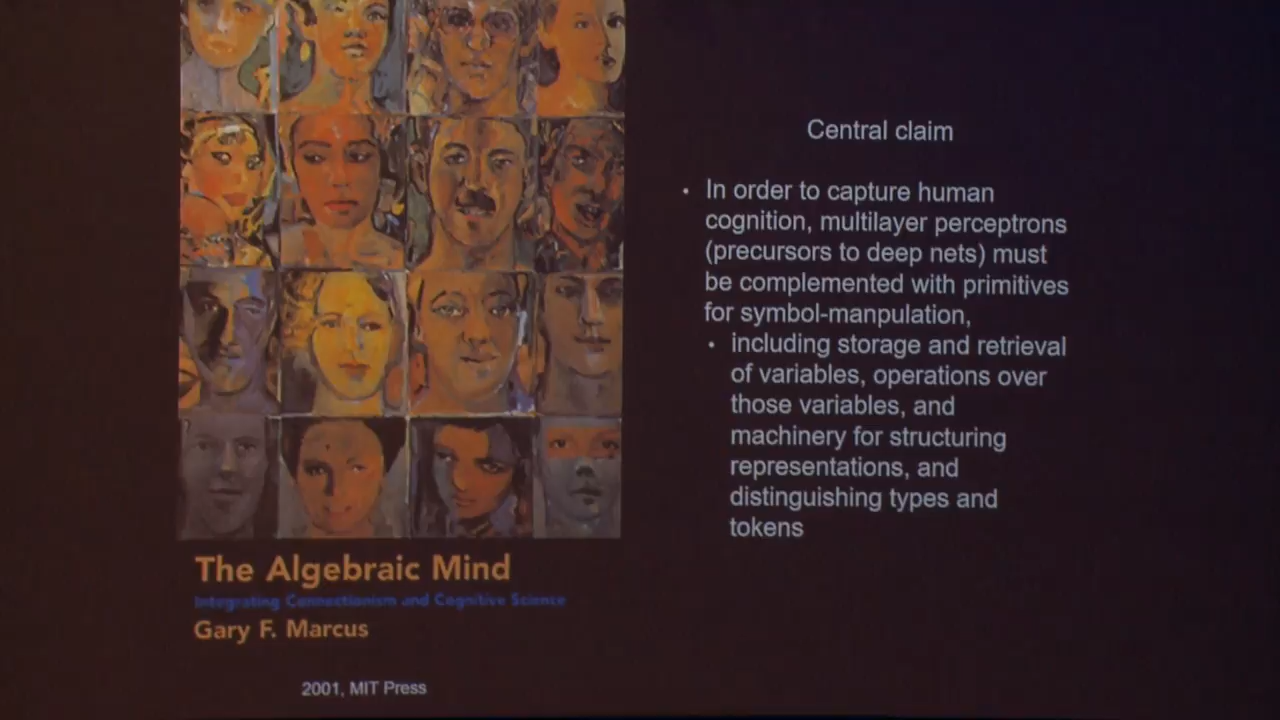 Central claim
• In order to capture human
cognition, multilayer perceptrons
(precursors to deep nets) must
be complemented with primitives
for symbol-manpulation,
• including storage and retrieval
of variables, operations over
those variables, and
machinery for structuring
representations, and
distinguishing types and
tokens
The Algebraic Mind
Integrating Connectionism and Cognitive Science
Gary F. Marcus
2001, MIT Press